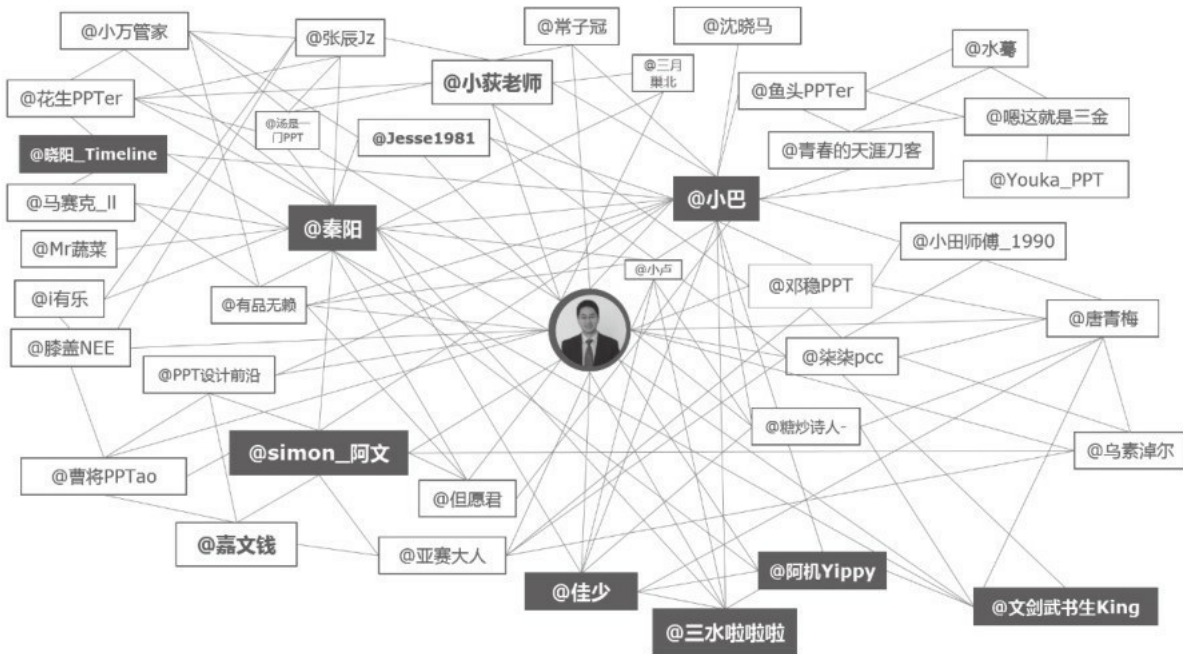 @小万管家
@张辰Jz
@常子冠
@沈晓马
@水蓦
@花生PPTer
@小荻老师
@三月
巢北
@鱼头PPTer
@嗯这就是三金
@汤是一
门PPT
@Jesse1981
@青春的天涯刀客
@晓阳_Timeline
@Youka_PPT
@马赛克_ll
@秦阳
@小巴
@Mr蔬菜
@小田师傅_1990
@i有乐
@有品无赖
@小卢
@邓稳PPT
@唐青梅
@膝盖NEE
@PPT设计前沿
@柒柒pcc
@simon_阿文
@糖炒诗人-
@乌素淖尔
@曹将PPTao
@但愿君
@嘉文钱
@亚赛大人
@佳少
@阿机Yippy
@文剑武书生King
@三水啦啦啦